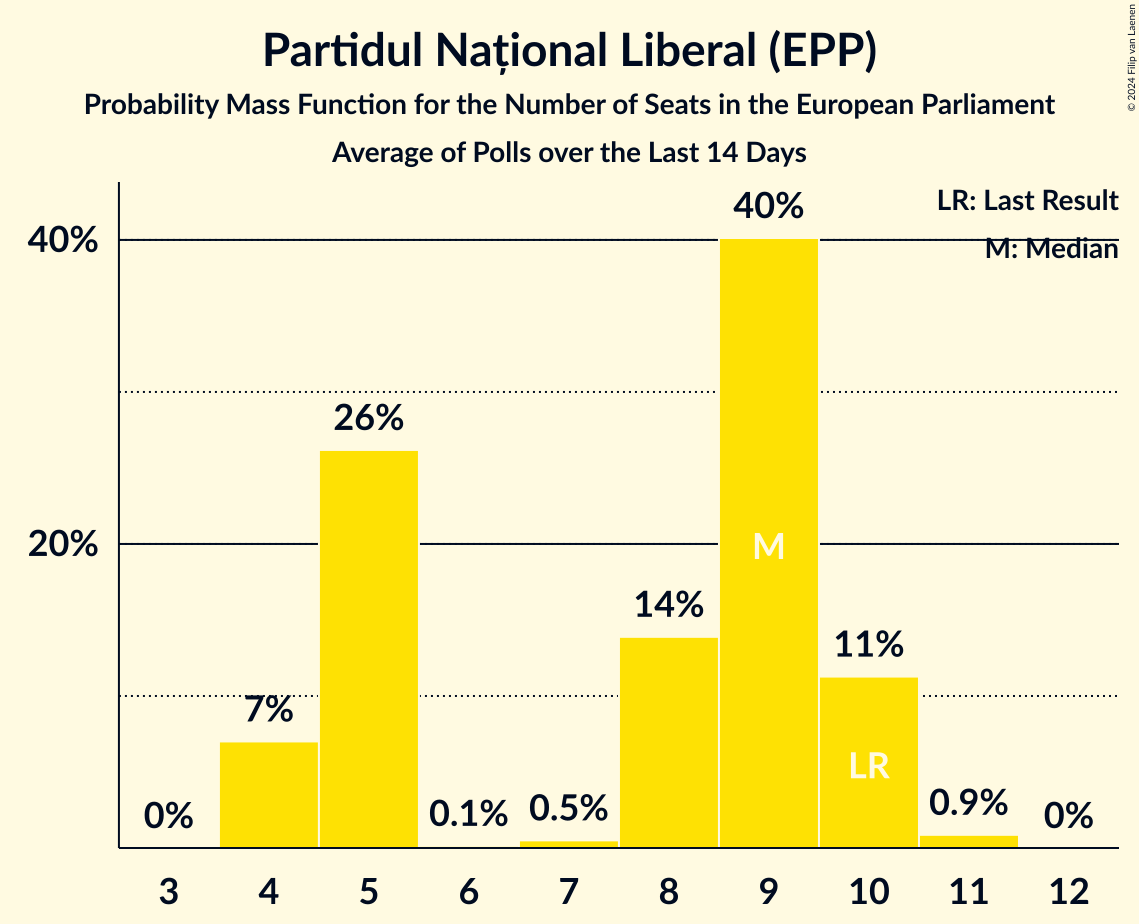 Partidul Național Liberal (EPP)
Probability Mass Function for the Number of Seats in the European Parliament
Average of Polls over the Last 14 Days
© 2024 Filip van Laenen
LR: Last Result
M: Median
40%
20%
0%
7%
26%
0.1%
0.5%
14%
40%
M
11%
LR
0.9%
0%
3 4 5 6 7 8 9 10 11 12